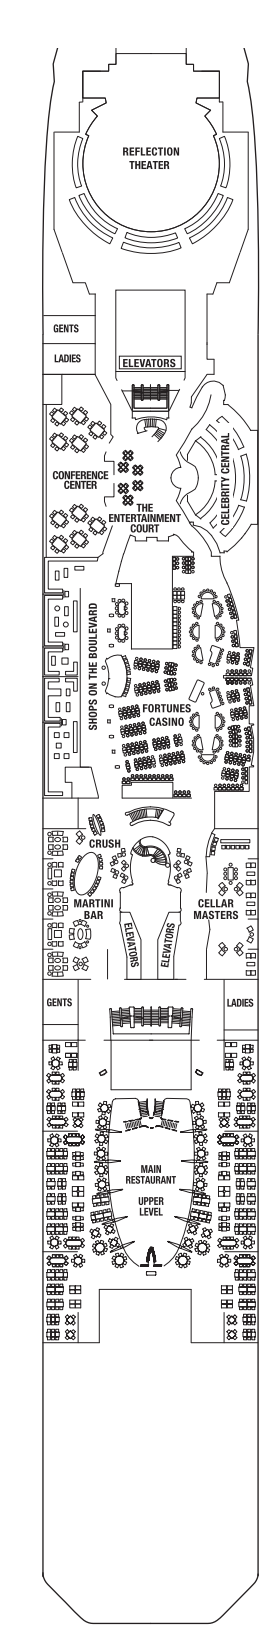 REFLECTION
THEATER
GENTS
LADIES
ELEVATORS
CELEBRITY CENTRAL
CONFERENCE
CENTER
THE
ENTERTAINMENT
COURT
SHOPS ON THE BOULEVARD
FORTUNES
CASINO
CRUSH
MARTINI
BAR
CELLAR
MASTERS
ELEVATORS
ELEVATORS
GENTS
LADIES
MAIN
RESTAURANT
UPPER
LEVEL